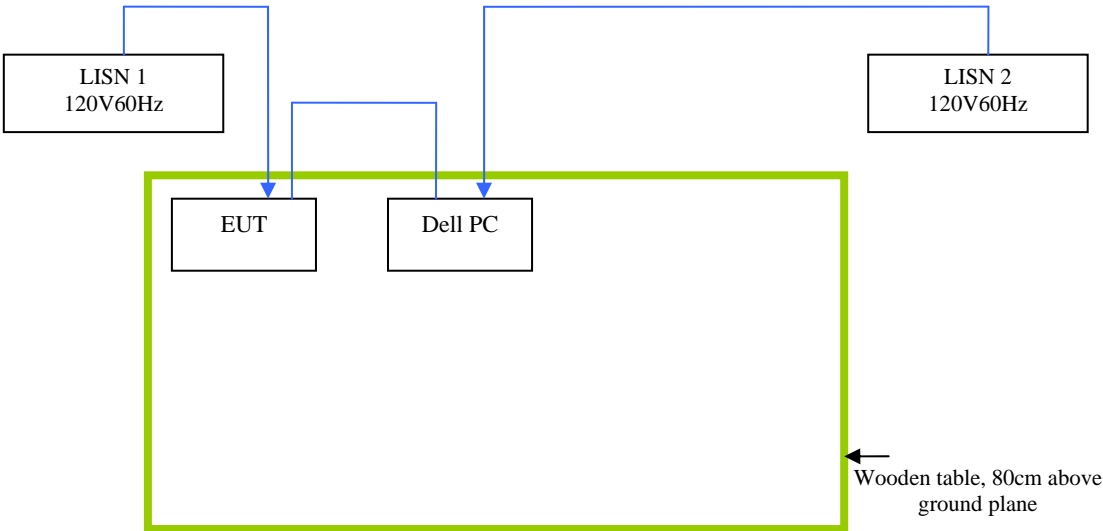 LISN 1
120V60Hz
LISN 2
120V60Hz
EUT
Dell PC
Wooden table, 80cm above
ground plane